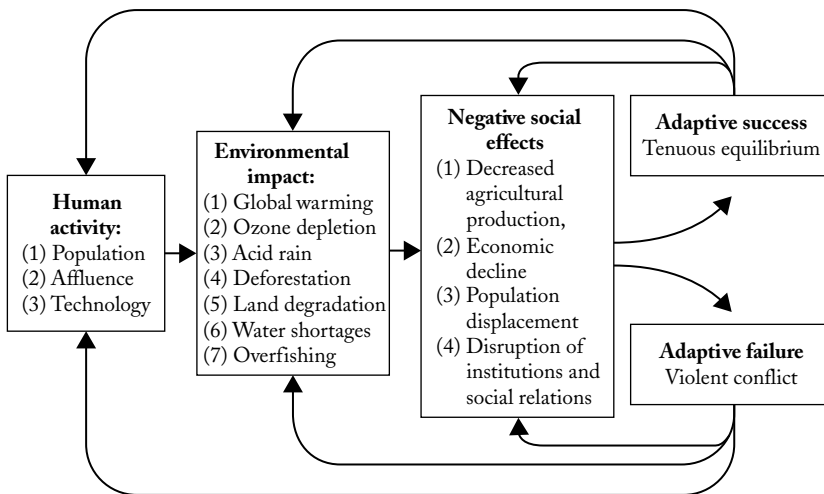 Human
activity:
(1) Population
(2) Affluence
(3) Technology
Environmental
impact:
(1) Global warming
(2) Ozone depletion
(3) Acid rain
(4) Deforestation
(5) Land degradation
(6) Water shortages
(7) Overfishing
Negative social
effects
(1) Decreased
agricultural
production,
(2) Economic
decline
(3) Population
displacement
(4) Disruption of
institutions and
social relations
Adaptive success
Tenuous equilibrium
Adaptive failure
Violent conflict